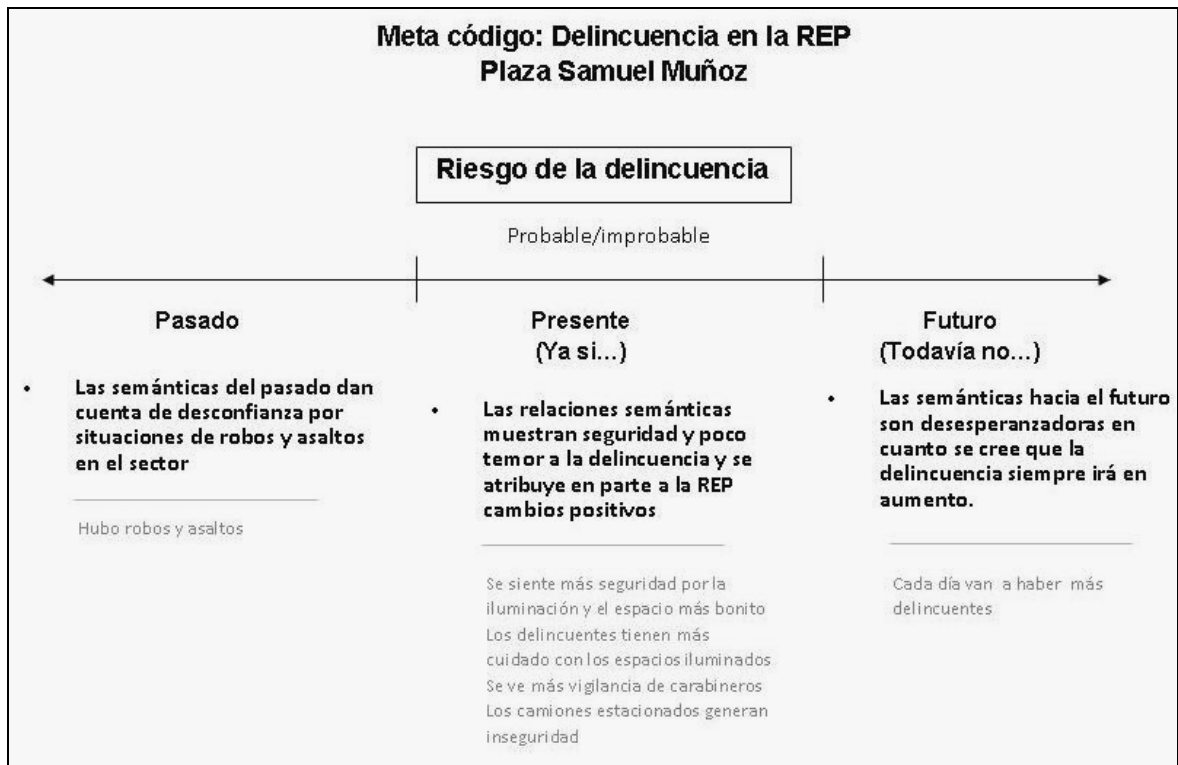 Meta código: Delincuencia en la REP
Plaza Samuel Muñoz
Riesgo de la delincuencia
Probable/improbable
Pasado
• Las semánticas del pasado dan
cuenta de desconfianza por
situaciones de robos y asaltos
en el sector
Hubo robos y asaltos
Presente
(Ya si...)
• Las relaciones semánticas
muestran seguridad y poco
temor a la delincuencia y se
atribuye en parte a la REP
cambios positivos
Se siente más seguridad por la
iluminación y el espacio más bonito
Los delincuentes tienen más
cuidado con los espacios iluminados
Se ve más vigilancia de carabineros
Los camiones estacionados generan
inseguridad
Futuro
(Todavía no...)
• Las semánticas hacia el futuro
son desesperanzadoras en
cuanto se cree que la
delincuencia siempre irá en
aumento.
Cada día van a haber más
delincuentes